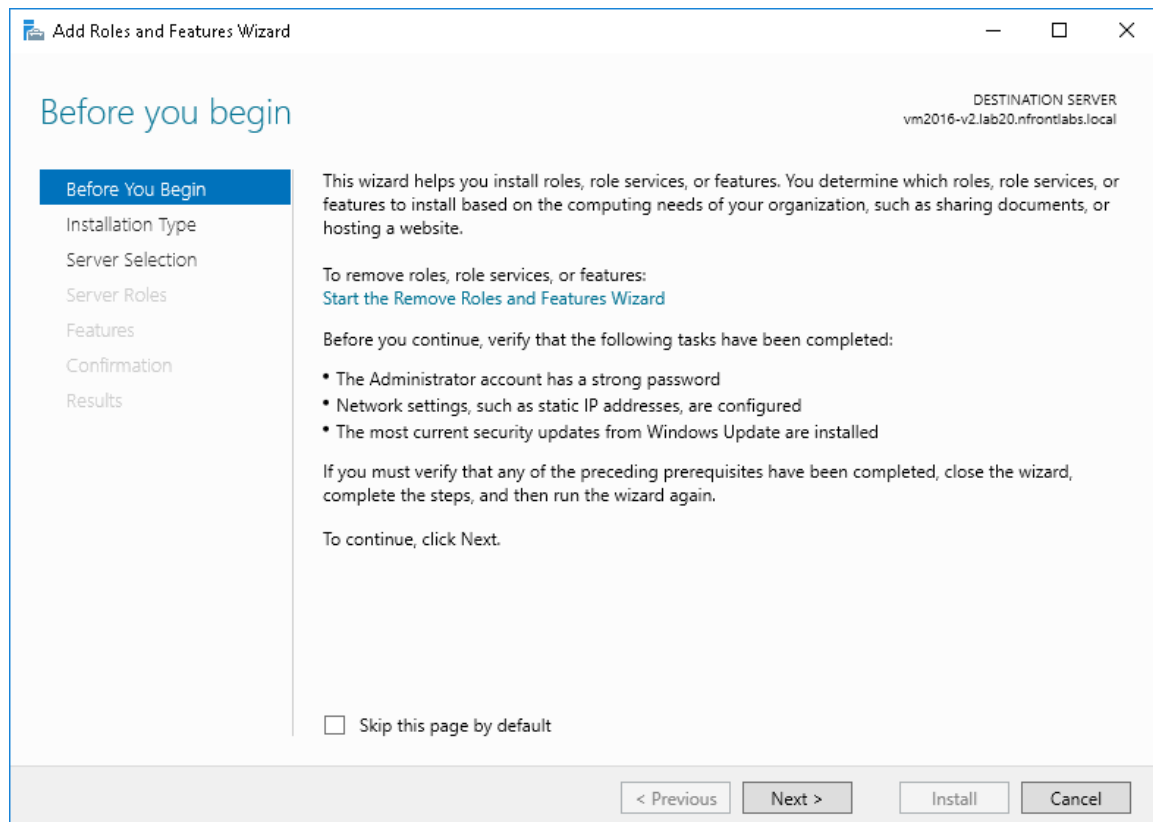 Add Roles and Features Wizard
Before you begin
DESTINATION SERVER
vm2016-v2.lab20.nfrontlabs.local
Before You Begin
Installation Type
Server Selection
Server Roles
Features
Confirmation
Results
This wizard helps you install roles, role services, or features. You determine which roles, role services, or
features to install based on the computing needs of your organization, such as sharing documents, or
hosting a website.
To remove roles, role services, or features:
Start the Remove Roles and Features Wizard
Before you continue, verify that the following tasks have been completed:
• The Administrator account has a strong password
• Network settings, such as static IP addresses, are configured
• The most current security updates from Windows Update are installed
If you must verify that any of the preceding prerequisites have been completed, close the wizard,
complete the steps, and then run the wizard again.
To continue, click Next.
Skip this page by default
< Previous
Next >
Install
Cancel